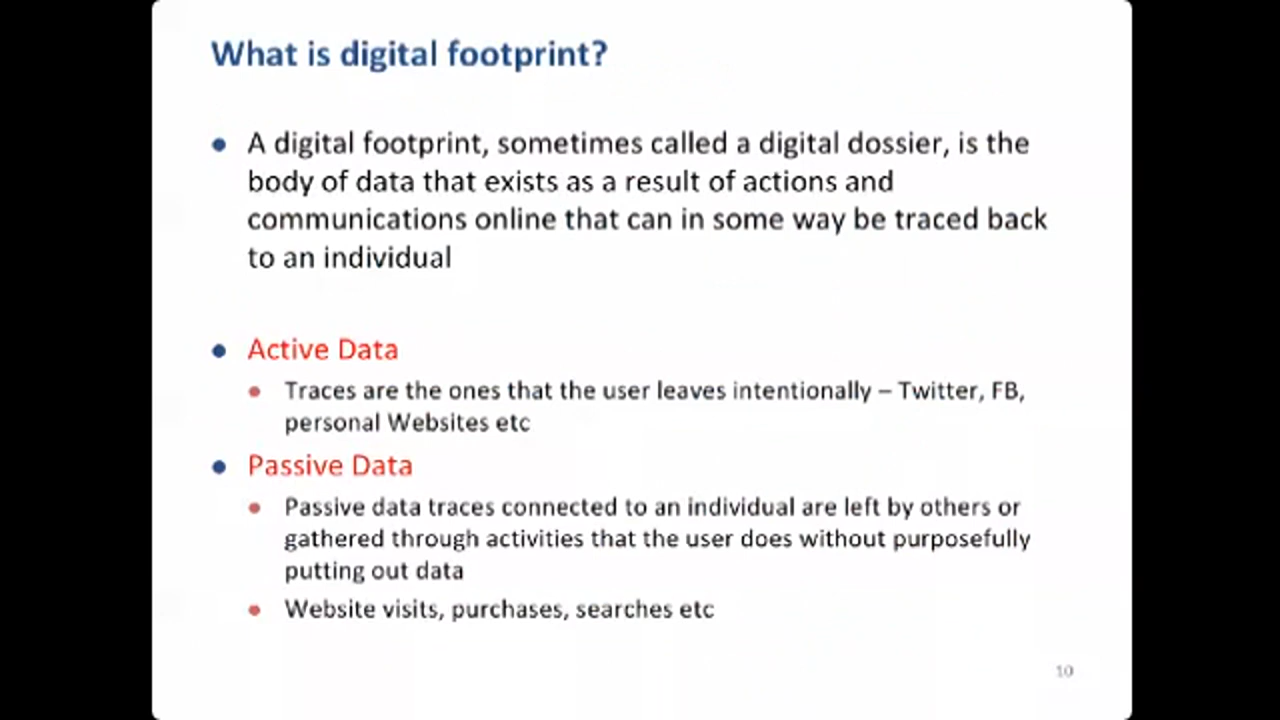 What is digital footprint?
A digital footprint, sometimes called a digital dossier, is the
body of data that exists as a result of actions and
communications online that can in some way be traced back
to an individual
Active Data
Traces are the ones that the user leaves intentionally – Twitter, FB,
personal Websites etc
Passive Data
Passive data traces connected to an individual are left by others or
gathered through activities that the user does without purposefully
putting out data
Website visits, purchases, searches etc
10